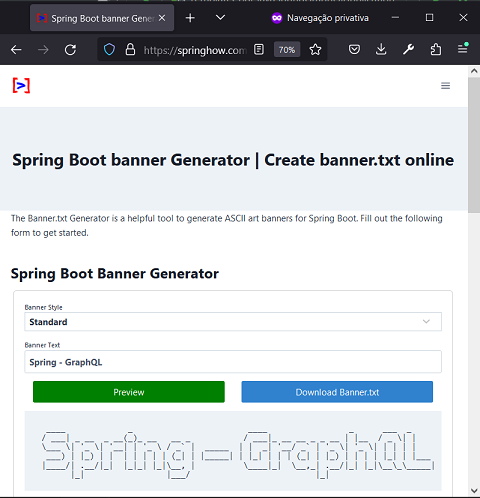 Spring Boot banner Gene
Navegação privativa
https://springhow.com
70%
[>]
Spring Boot banner Generator | Create banner.txt online
The Banner.txt Generator is a helpful tool to generate ASCII art banners for Spring Boot. Fill out the following
form to get started.
Spring Boot Banner Generator
Banner Style
Standard
Banner Text
Spring - GraphQL
Preview
Download Banner.txt
Spring - GraphQL